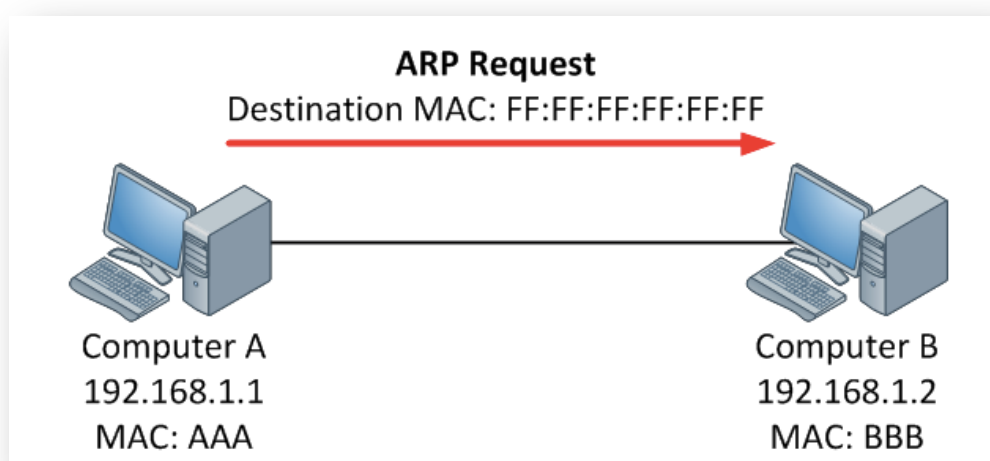 ARP Request
Destination MAC: FF:FF:FF:FF:FF:FF
Computer A
192.168.1.1
MAC: AAA
Computer B
192.168.1.2
MAC: BBB